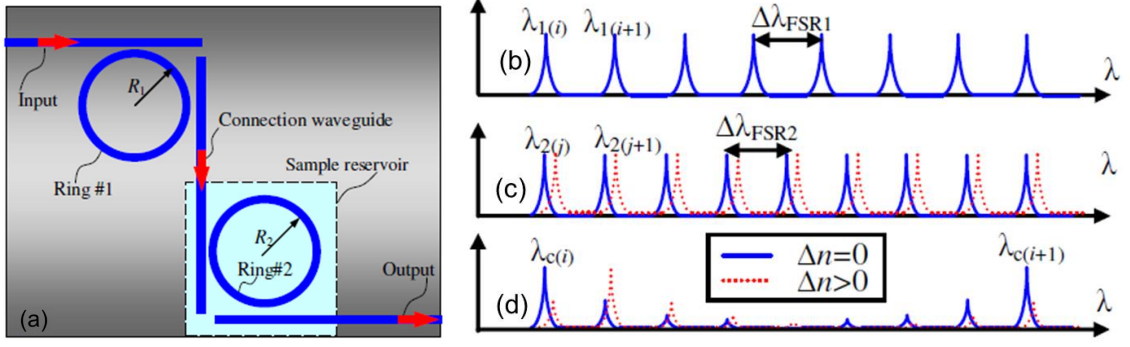 Input
R1
Connection waveguide
Sample reservoir
Ring #1
R2
Ring#2
Output
(a)
λ1(i)
λ1(i+1)
ΔλFSR1
(b)
λ
λ2(j)
λ2(j+1)
ΔλFSR2
(c)
λ
λc(i)
Δn=0
Δn>0
λc(i+1)
(d)
λ